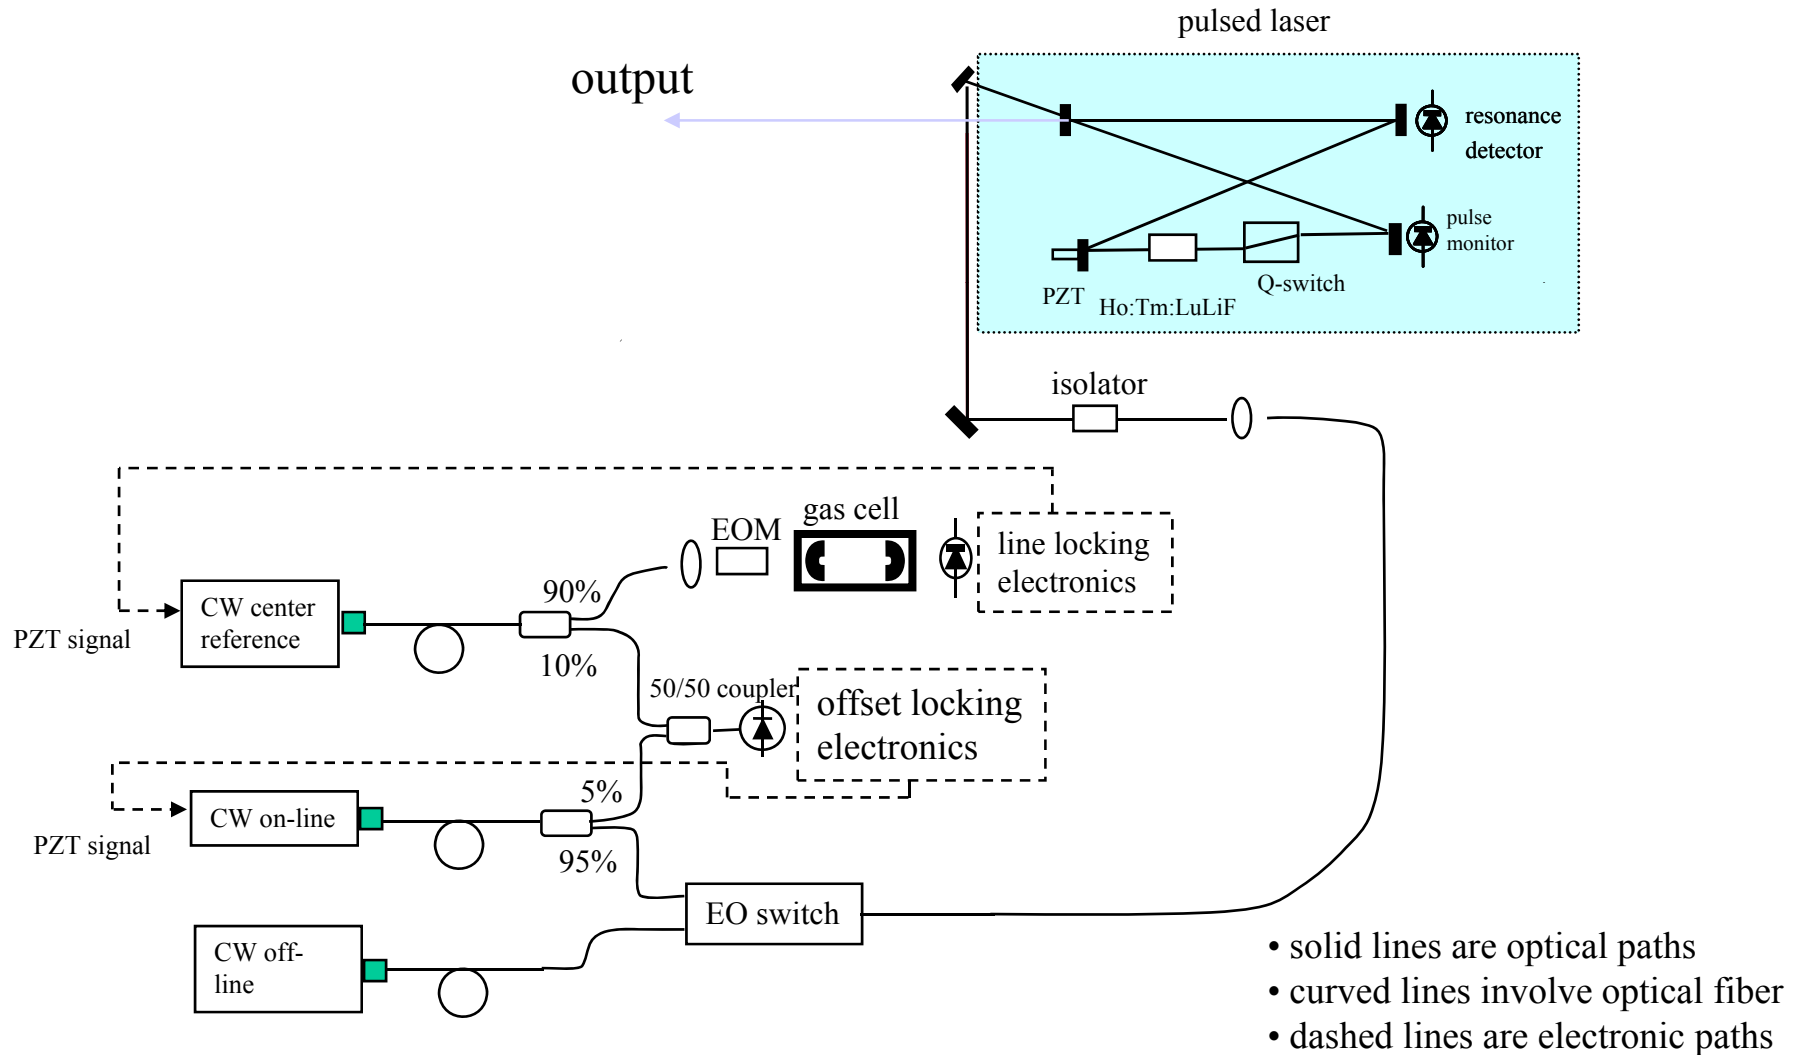 pulsed laser
output
resonance
detector
pulse
monitor
Q-switch
PZT
Ho:Tm:LuLiF
isolator
gas cell
EOM
line locking
electronics
90%
CW center
reference
PZT signal
10%
50/50 coupler
offset locking
electronics
5%
CW on-line
PZT signal
95%
EO switch
CW off-
line
• solid lines are optical paths
• curved lines involve optical fiber
• dashed lines are electronic paths